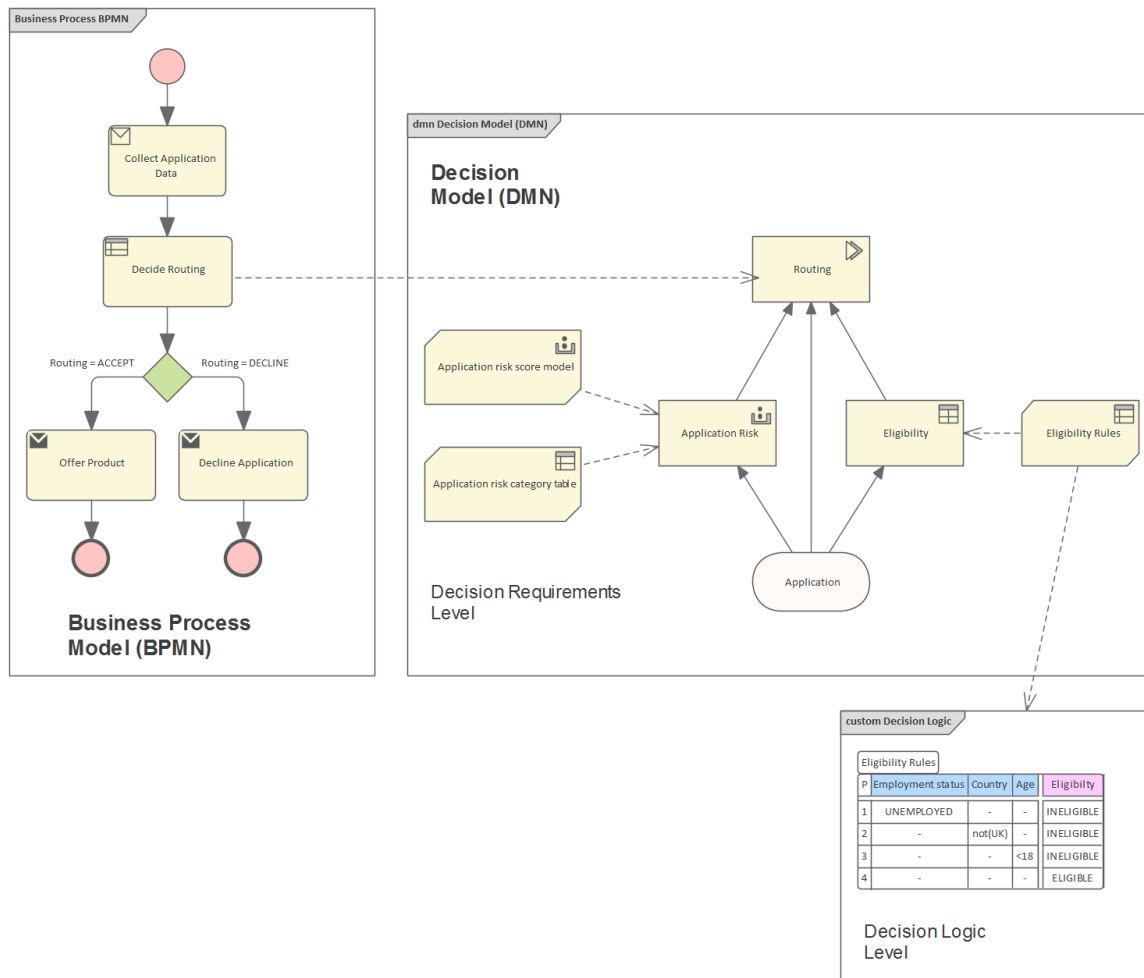 Business Process BPMN
Collect Application
Data
Decide Routing
Routing = ACCEPT
Routing = DECLINE
Offer Product
Decline Application
Business Process
Model (BPMN)
dmn Decision Model (DMN)
Decision
Model (DMN)
Routing
Application risk score model
Application Risk
Eligibility
Eligibility Rules
Application risk category table
Application
Decision Requirements
Level
custom Decision Logic
Eligibility Rules
P Employment status Country Age Eligibilty
1 UNEMPLOYED - - INELIGIBLE
2 - not(UK) - INELIGIBLE
3 - - <18 INELIGIBLE
4 - - - ELIGIBLE
Decision Logic
Level